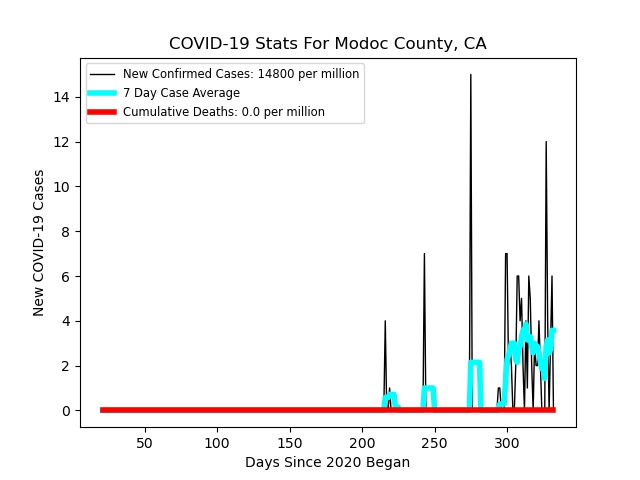 COVID-19 Stats For Modoc County, CA
New Confirmed Cases: 14800 per million
7 Day Case Average
Cumulative Deaths: 0.0 per million
New COVID-19 Cases
14
12
10
8
6
4
2
0
50
100
150
200
250
300
Days Since 2020 Began